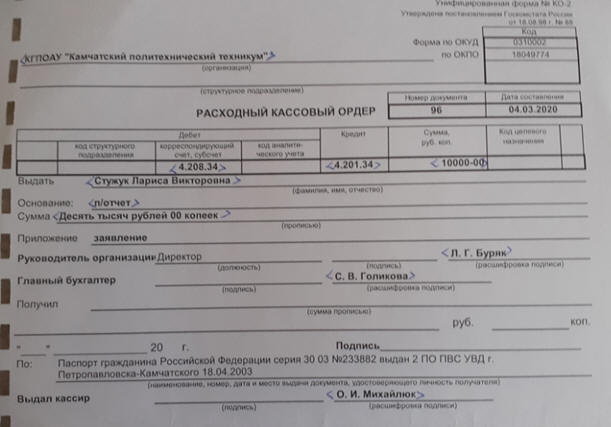 Унифицированная форма № КО-2
Утверждена постановлением Госкомстата России
от 18.08.98 г. № 88
Код
Форма по ОКУД 0310002
КГПОАУ "Камчатский политехнический техникум" по ОКПО 18049774
(организация)
(структурное подразделение)
Номер документа Дата составления
РАСХОДНЫЙ КАССОВЫЙ ОРДЕР 96 04.03.2020
Дебет Кредит Сумма, руб. коп. Код целевого назначения
код структурного подразделения корреспондирующий счет, субсчет код аналитического учета
4.208.34 4.201.34 10000-00
Выдать Стужук Лариса Викторовна
(фамилия, имя, отчество)
Основание: п/отчет
Сумма Десять тысяч рублей 00 копеек
(прописью)
Приложение заявление
Руководитель организации Директор Л. Г. Буряк
(должность) (подпись) (расшифровка подписи)
Главный бухгалтер С. В. Голикова
(подпись) (расшифровка подписи)
Получил
(сумма прописью)
руб. коп.
" " 20 г. Подпись
По: Паспорт гражданина Российской Федерации серия 30 03 №233882 выдан 2 ПО ПВС УВД г.
Петропавловска-Камчатского 18.04.2003
(наименование, номер, дата и место выдачи документа, удостоверяющего личность получателя)
Выдал кассир О. И. Михайлюк
(подпись) (расшифровка подписи)